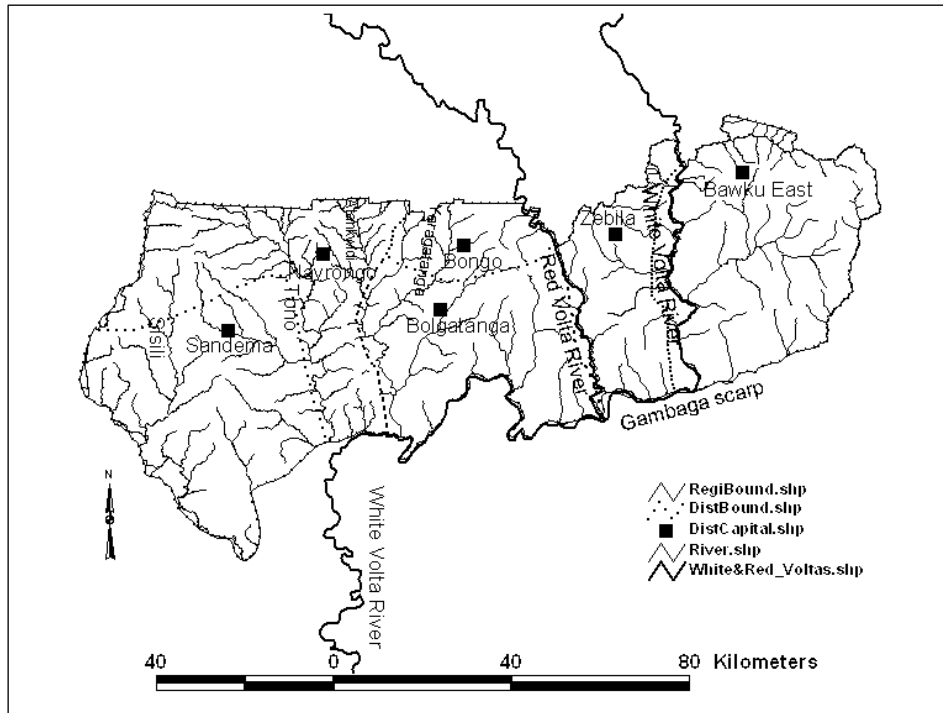 Bawku East
Zebilla
White Volta River
Bongo
Navrongo
Red Volta River
Tono
Bolgatanga
Sisili
Sandema
Gambaga scarp
N
White Volta River
RegiBound.shp
DistBound.shp
DistCapital.shp
River.shp
White&Red_Voltas.shp
40 0 40 80 Kilometers